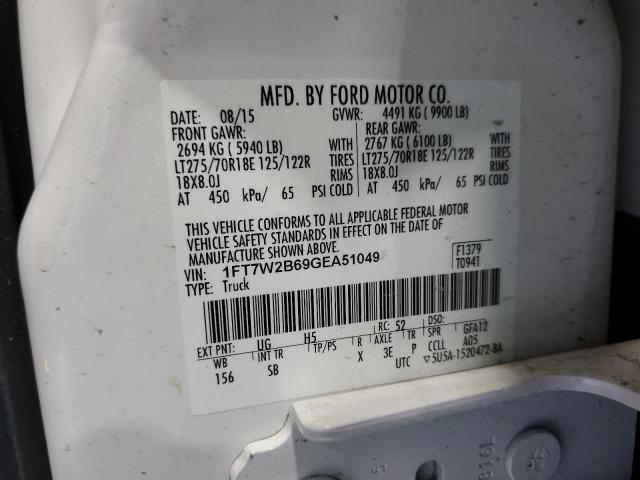 MFD. BY FORD MOTOR CO.
DATE: 08/15 GVWR: 4491 KG ( 9900 LB)
FRONT GAWR: REAR GAWR:
2694 KG ( 5940 LB) WITH 2767 KG ( 6100 LB) WITH
LT275/70R18E 125/122R TIRES LT275/70R18E 125/122R TIRES
18X8.0J RIMS 18X8.0J RIMS
AT 450 kPa/ 65 PSI COLD AT 450 kPa/ 65 PSI COLD
THIS VEHICLE CONFORMS TO ALL APPLICABLE FEDERAL MOTOR
VEHICLE SAFETY STANDARDS IN EFFECT ON THE DATE OF
MANUFACTURE SHOWN ABOVE.
VIN: 1FT7W2B69GEA51049 F1379
TYPE: Truck T0941
EXT PNT: UG H5 RC: 52 DSO:
WB INT TR TP/PS R AXLE TR SPR GFA12
156 SB X 3E P CCLL A05
UTC ▽5U5A-1520472-BA